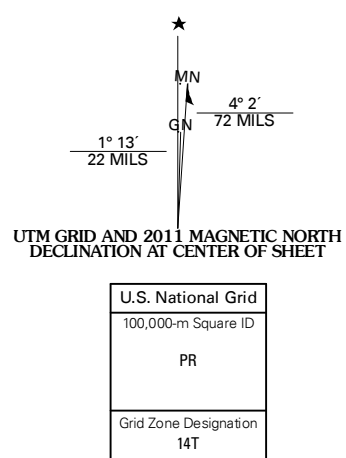 ★
MN
GN
4° 2´
72 MILS
1° 13´
22 MILS
UTM GRID AND 2011 MAGNETIC NORTH
DECLINATION AT CENTER OF SHEET
U.S. National Grid
100,000-m Square ID
PR
Grid Zone Designation
14T